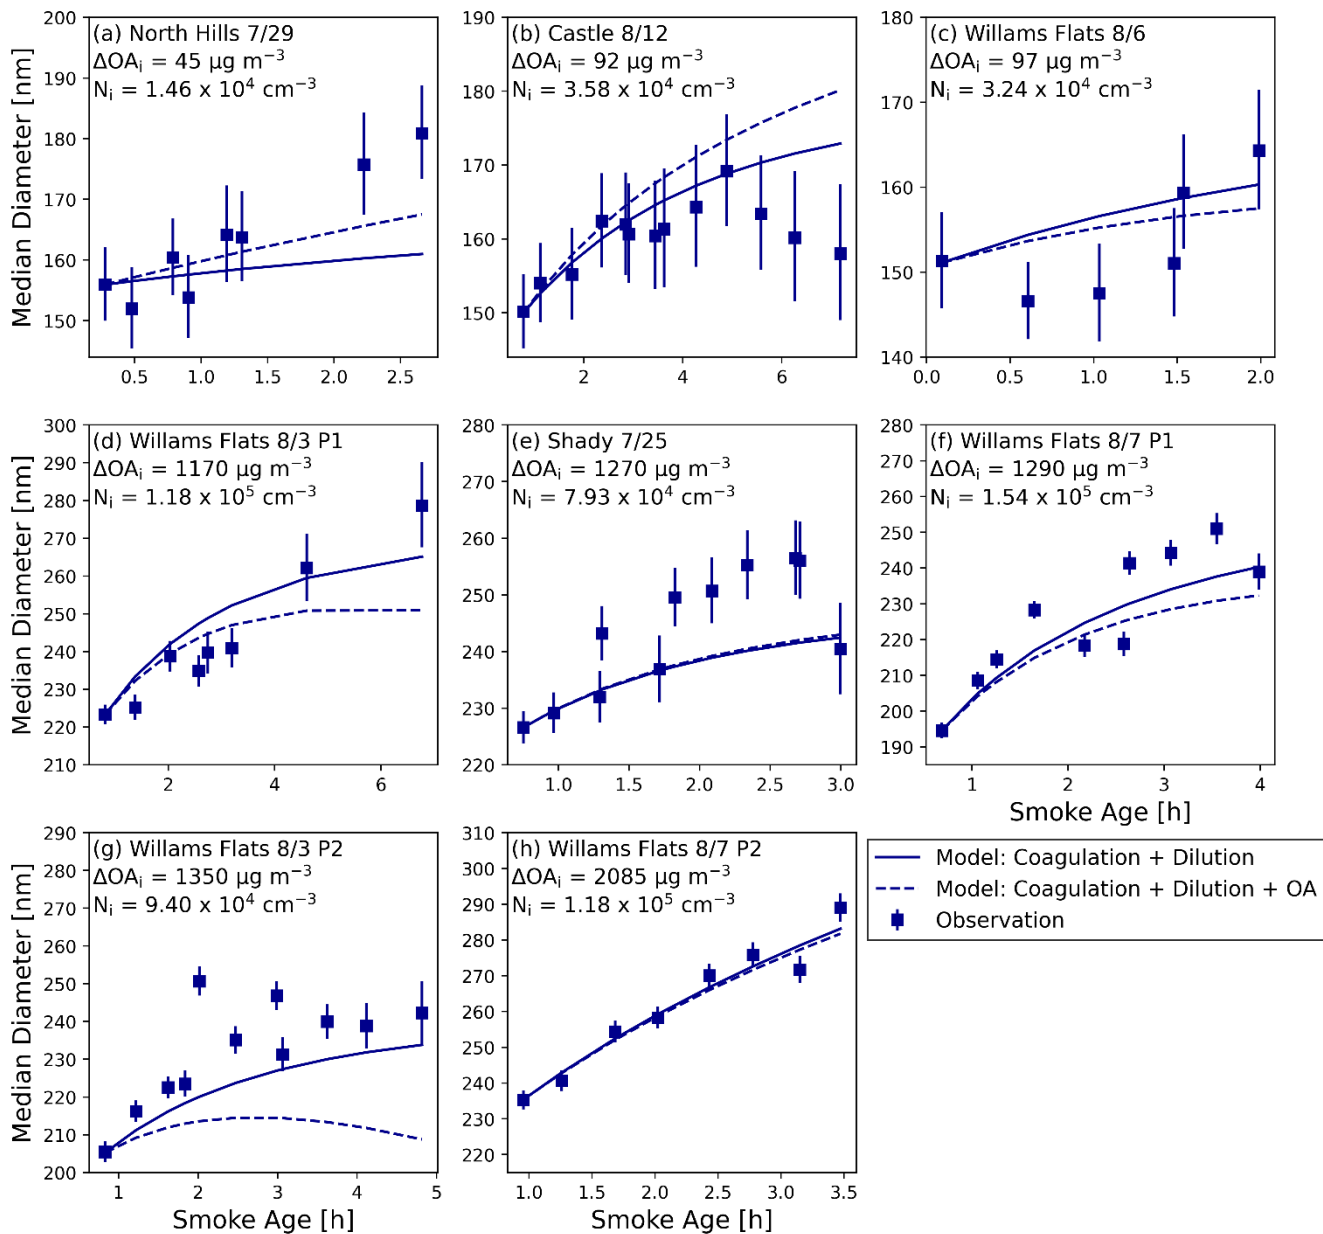 (a) North Hills 7/29
ΔOAᵢ = 45 µg m⁻³
Nᵢ = 1.46 x 10⁴ cm⁻³
200
190
180
170
160
150
0.5 1.0 1.5 2.0 2.5
Median Diameter [nm]
(b) Castle 8/12
ΔOAᵢ = 92 µg m⁻³
Nᵢ = 3.58 x 10⁴ cm⁻³
190
180
170
160
150
2 4 6
(c) Willams Flats 8/6
ΔOAᵢ = 97 µg m⁻³
Nᵢ = 3.24 x 10⁴ cm⁻³
180
170
160
150
140
0.0 0.5 1.0 1.5 2.0
(d) Willams Flats 8/3 P1
ΔOAᵢ = 1170 µg m⁻³
Nᵢ = 1.18 x 10⁵ cm⁻³
300
290
280
270
260
250
240
230
220
210
2 4 6
Median Diameter [nm]
(e) Shady 7/25
ΔOAᵢ = 1270 µg m⁻³
Nᵢ = 7.93 x 10⁴ cm⁻³
280
270
260
250
240
230
220
1.0 1.5 2.0 2.5 3.0
(f) Willams Flats 8/7 P1
ΔOAᵢ = 1290 µg m⁻³
Nᵢ = 1.54 x 10⁵ cm⁻³
280
270
260
250
240
230
220
210
200
190
1 2 3 4
Smoke Age [h]
(g) Willams Flats 8/3 P2
ΔOAᵢ = 1350 µg m⁻³
Nᵢ = 9.40 x 10⁴ cm⁻³
290
280
270
260
250
240
230
220
210
200
1 2 3 4 5
Median Diameter [nm]
Smoke Age [h]
(h) Willams Flats 8/7 P2
ΔOAᵢ = 2085 µg m⁻³
Nᵢ = 1.18 x 10⁵ cm⁻³
310
300
290
280
270
260
250
240
230
220
1.0 1.5 2.0 2.5 3.0 3.5
Smoke Age [h]
Model: Coagulation + Dilution
Model: Coagulation + Dilution + OA
Observation